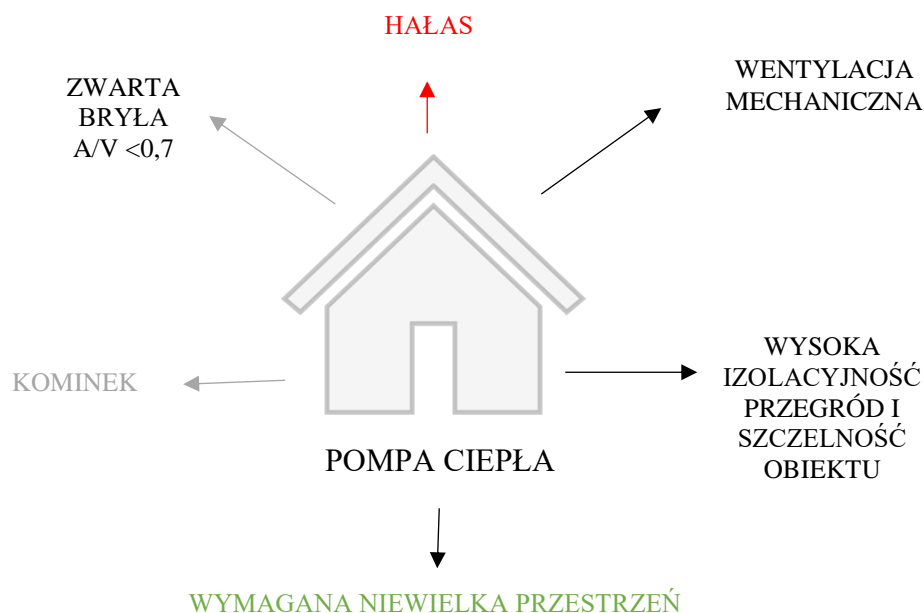 HAŁAS
ZWARTA
BRYŁA
A/V <0,7
WENTYLACJA
MECHANICZNA
KOMINEK
WYSOKA
IZOLACYJNOŚĆ
PRZEGRÓD I
SZCZELNOŚĆ
OBIEKTU
POMPA CIEPŁA
WYMAGANA NIEWIELKA PRZESTRZEŃ